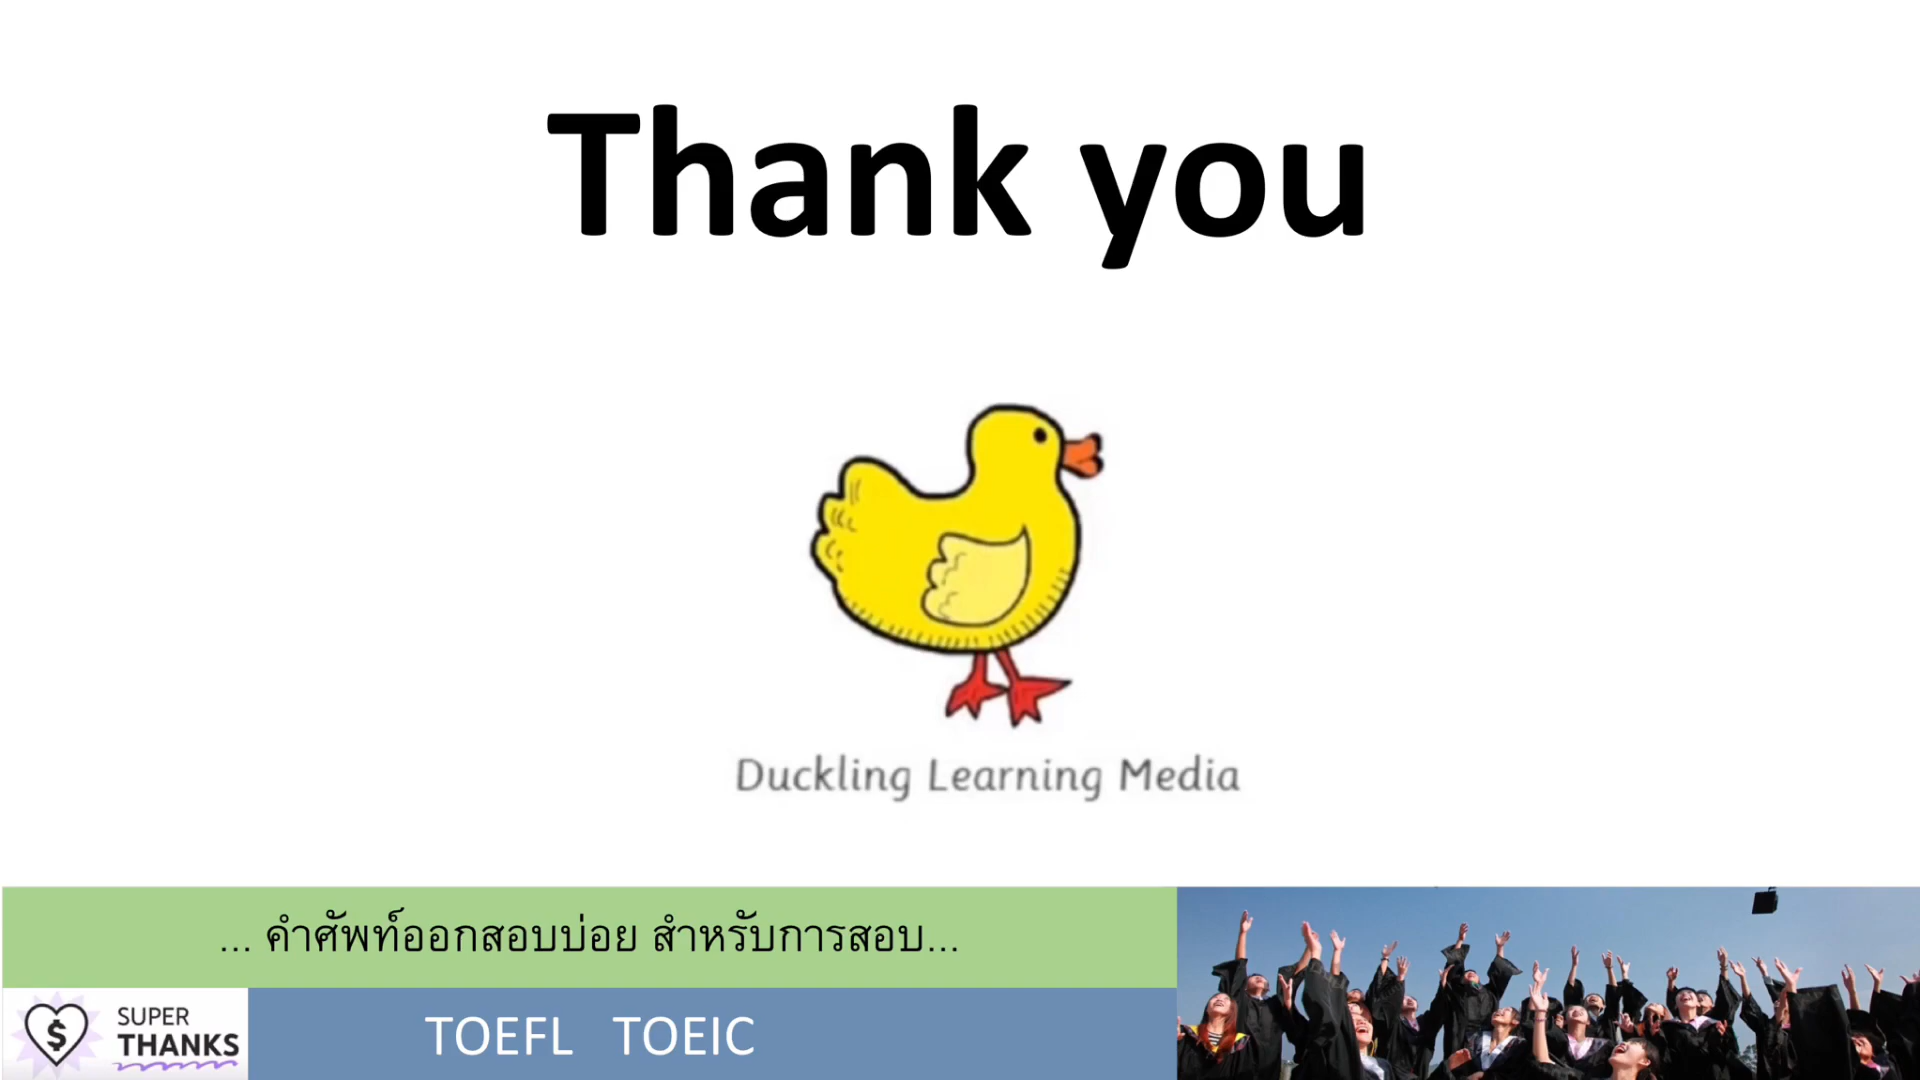 Thank you
Duckling Learning Media
... คำศัพท์ออกสอบบ่อย สำหรับการสอบ...
SUPER
THANKS
TOEFL TOEIC